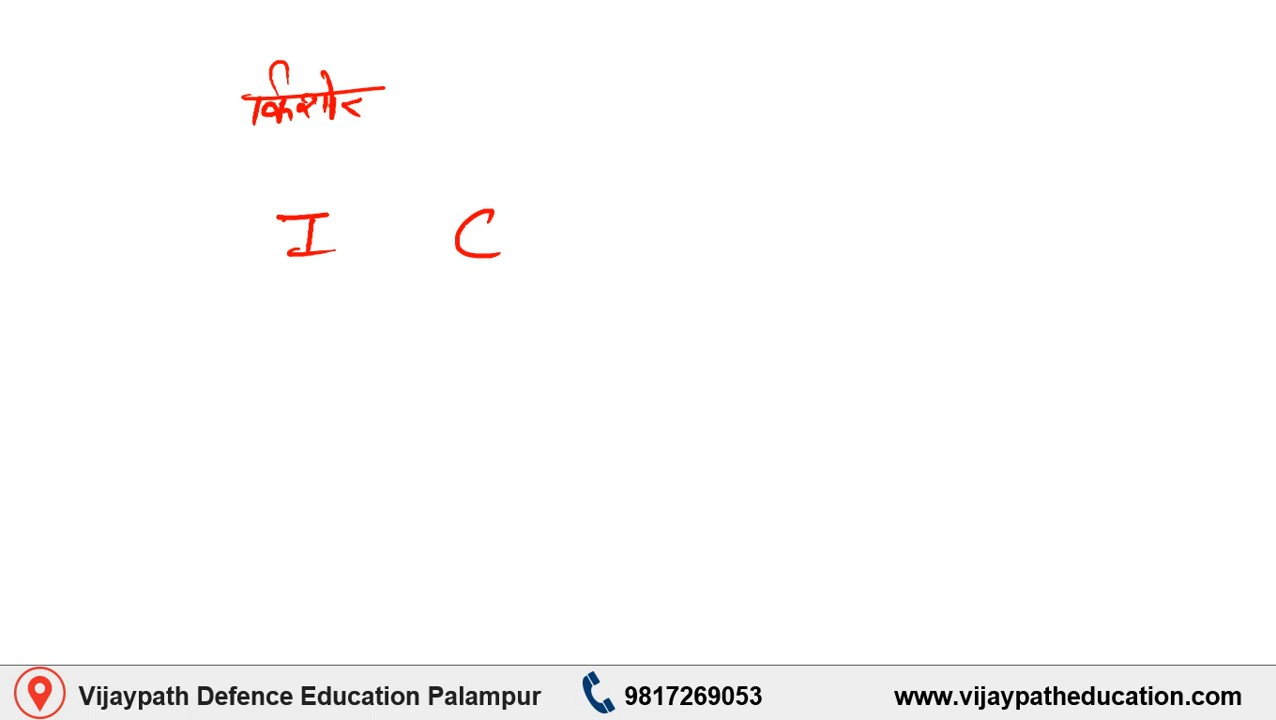 किशोर
I C
Vijaypath Defence Education Palampur 9817269053 www.vijaypatheducation.com